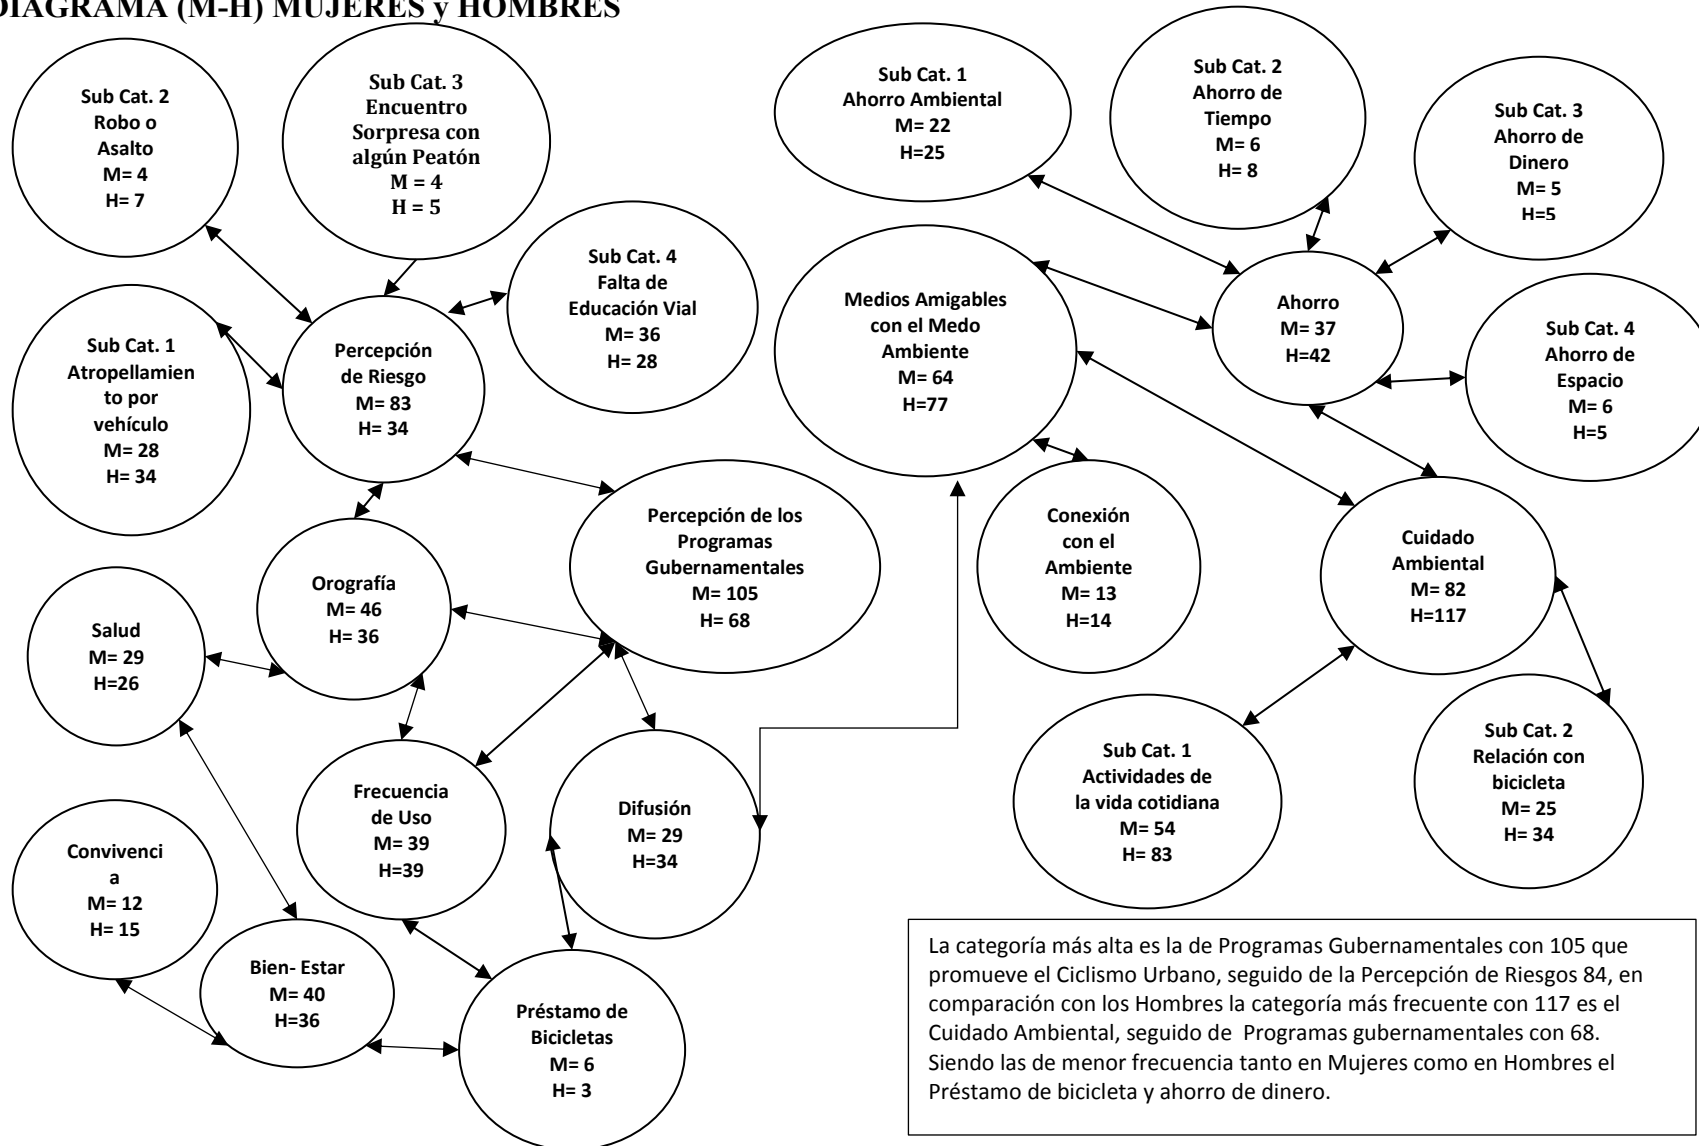 DIAGRAMA (M-H) MUJERES y HOMBRES
Sub Cat. 2
Robo o
Asalto
M= 4
H= 7
Sub Cat. 3
Encuentro
Sorpresa con
algún Peatón
M = 4
H = 5
Sub Cat. 1
Ahorro Ambiental
M= 22
H=25
Sub Cat. 2
Ahorro de
Tiempo
M= 6
H= 8
Sub Cat. 3
Ahorro de
Dinero
M= 5
H=5
Sub Cat. 4
Falta de
Educación Vial
M= 36
H= 28
Sub Cat. 1
Atropellamien
to por
vehículo
M= 28
H= 34
Percepción
de Riesgo
M= 83
H= 34
Medios Amigables
con el Medo
Ambiente
M= 64
H=77
Ahorro
M= 37
H=42
Sub Cat. 4
Ahorro de
Espacio
M= 6
H=5
Percepción de los
Programas
Gubernamentales
M= 105
H= 68
Conexión
con el
Ambiente
M= 13
H=14
Cuidado
Ambiental
M= 82
H=117
Orografía
M= 46
H= 36
Salud
M= 29
H=26
Frecuencia
de Uso
M= 39
H=39
Difusión
M= 29
H=34
Sub Cat. 1
Actividades de
la vida cotidiana
M= 54
H= 83
Sub Cat. 2
Relación con
bicicleta
M= 25
H= 34
Convivenci
a
M= 12
H= 15
Bien- Estar
M= 40
H=36
Préstamo de
Bicicletas
M= 6
H= 3
La categoría más alta es la de Programas Gubernamentales con 105 que
promueve el Ciclismo Urbano, seguido de la Percepción de Riesgos 84, en
comparación con los Hombres la categoría más frecuente con 117 es el
Cuidado Ambiental, seguido de Programas gubernamentales con 68.
Siendo las de menor frecuencia tanto en Mujeres como en Hombres el
Préstamo de bicicleta y ahorro de dinero.